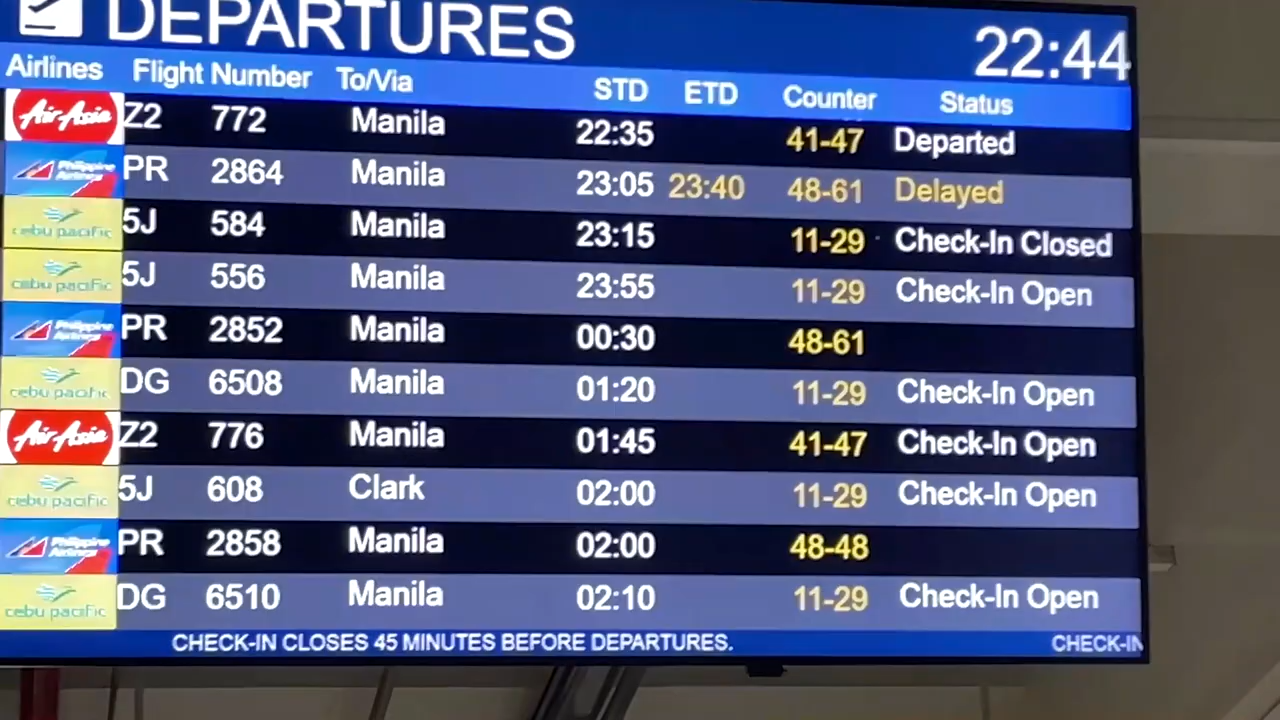 DEPARTURES 22:44
Airlines Flight Number To/Via STD ETD Counter Status
AirAsia Z2 772 Manila 22:35 41-47 Departed
Philippine Airlines PR 2864 Manila 23:05 23:40 48-61 Delayed
cebu pacific 5J 584 Manila 23:15 11-29 Check-In Closed
cebu pacific 5J 556 Manila 23:55 11-29 Check-In Open
Philippine Airlines PR 2852 Manila 00:30 48-61
cebu pacific DG 6508 Manila 01:20 11-29 Check-In Open
AirAsia Z2 776 Manila 01:45 41-47 Check-In Open
cebu pacific 5J 608 Clark 02:00 11-29 Check-In Open
Philippine Airlines PR 2858 Manila 02:00 48-48
cebu pacific DG 6510 Manila 02:10 11-29 Check-In Open
CHECK-IN CLOSES 45 MINUTES BEFORE DEPARTURES. CHECK-IN